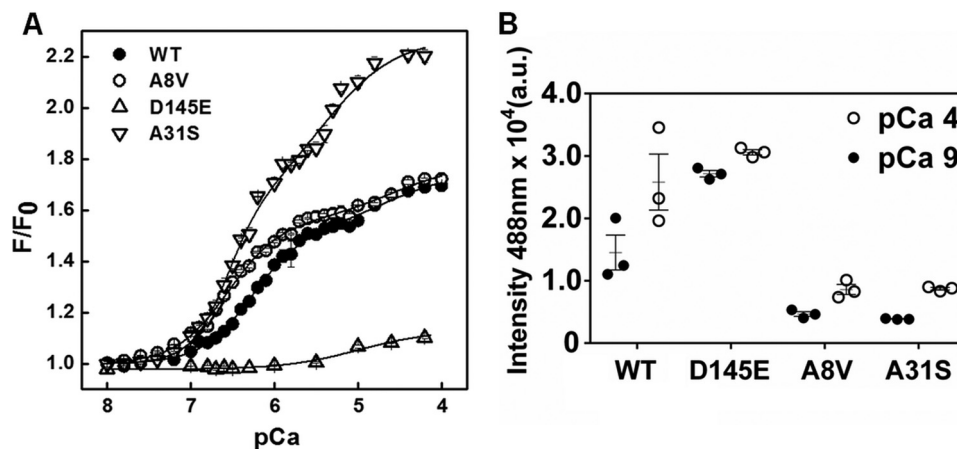 A
WT
A8V
D145E
A31S
2.2
2.0
1.8
1.6
1.4
1.2
1.0
F/F0
8 7 6 5 4
pCa
B
pCa 4
pCa 9
4.0
3.0
2.0
1.0
0
Intensity 488nm x 10⁴(a.u.)
WT D145E A8V A31S